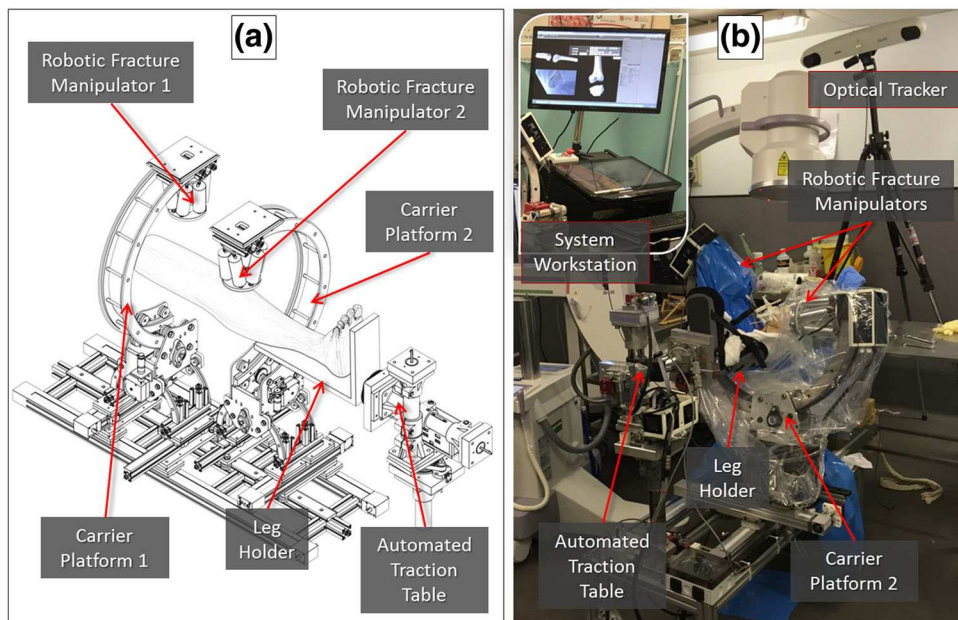 (a)
Robotic Fracture
Manipulator 1
Robotic Fracture
Manipulator 2
Carrier
Platform 2
Carrier
Platform 1
Leg
Holder
Automated
Traction
Table
(b)
Optical Tracker
Robotic Fracture
Manipulators
System
Workstation
Leg
Holder
Automated
Traction
Table
Carrier
Platform 2